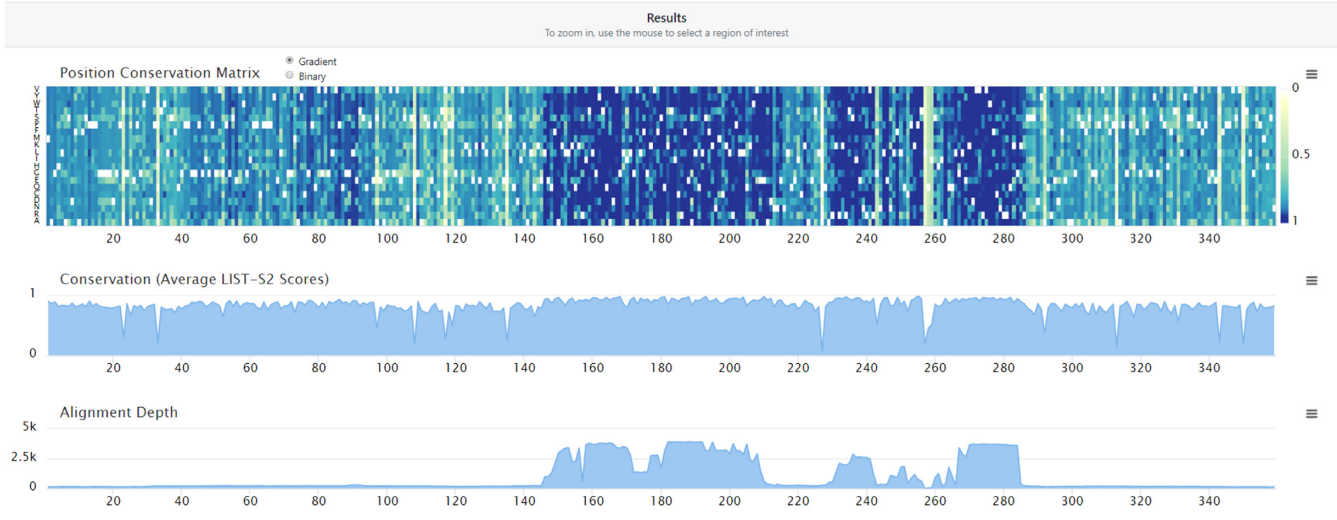 Results
To zoom in, use the mouse to select a region of interest
Position Conservation Matrix
Gradient
Binary
V
Y
W
T
S
P
F
M
K
L
I
H
G
E
Q
C
D
N
R
A
0
0.5
1
20 40 60 80 100 120 140 160 180 200 220 240 260 280 300 320 340
Conservation (Average LIST-S2 Scores)
1
0
20 40 60 80 100 120 140 160 180 200 220 240 260 280 300 320 340
Alignment Depth
5k
2.5k
0
20 40 60 80 100 120 140 160 180 200 220 240 260 280 300 320 340